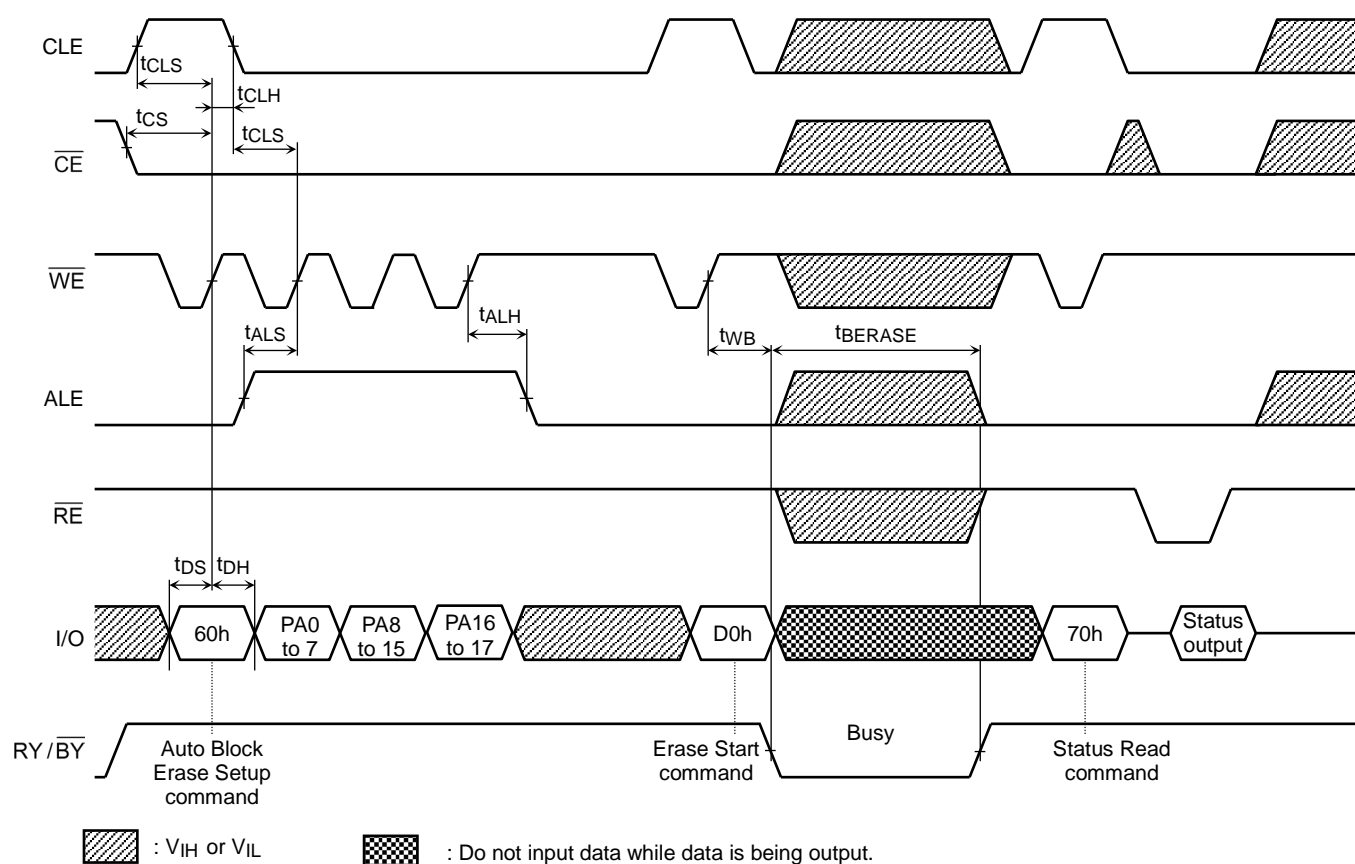 CLE
tCLS
tCLH
tCS
tCLS
CE
WE
tALS
tALH
tWB
tBERASE
ALE
RE
tDS
tDH
I/O
60h
PA0
to 7
PA8
to 15
PA16
to 17
D0h
70h
Status
output
RY/BY
Busy
Auto Block
Erase Setup
command
Erase Start
command
Status Read
command
: VIH or VIL
: Do not input data while data is being output.